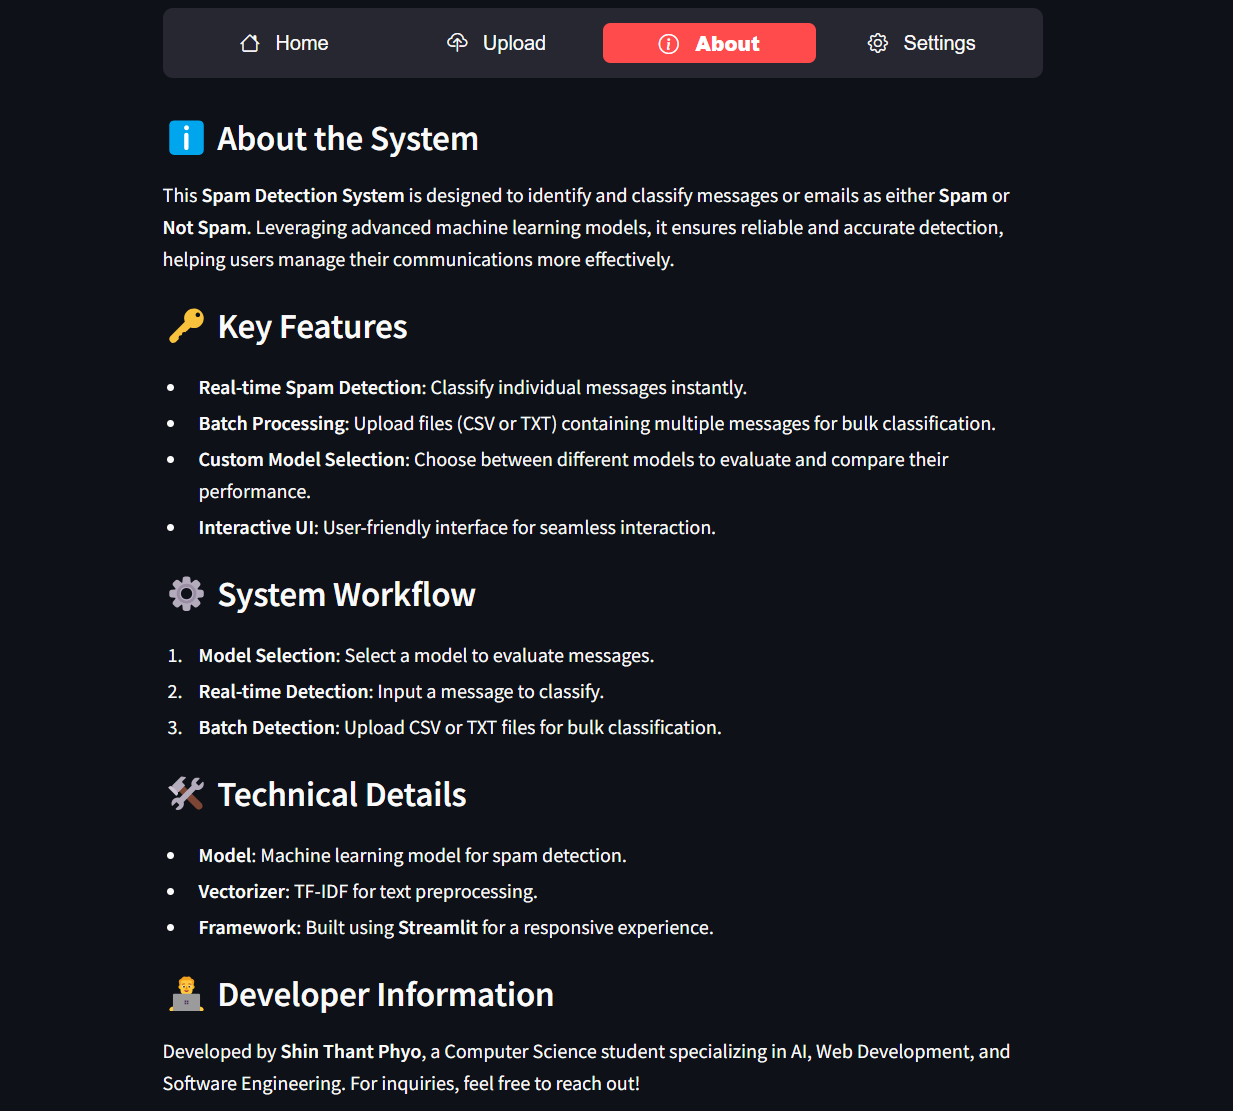 Home Upload About Settings
About the System
This Spam Detection System is designed to identify and classify messages or emails as either Spam or
Not Spam. Leveraging advanced machine learning models, it ensures reliable and accurate detection,
helping users manage their communications more effectively.
Key Features
• Real-time Spam Detection: Classify individual messages instantly.
• Batch Processing: Upload files (CSV or TXT) containing multiple messages for bulk classification.
• Custom Model Selection: Choose between different models to evaluate and compare their
performance.
• Interactive UI: User-friendly interface for seamless interaction.
System Workflow
1. Model Selection: Select a model to evaluate messages.
2. Real-time Detection: Input a message to classify.
3. Batch Detection: Upload CSV or TXT files for bulk classification.
Technical Details
• Model: Machine learning model for spam detection.
• Vectorizer: TF-IDF for text preprocessing.
• Framework: Built using Streamlit for a responsive experience.
Developer Information
Developed by Shin Thant Phyo, a Computer Science student specializing in AI, Web Development, and
Software Engineering. For inquiries, feel free to reach out!